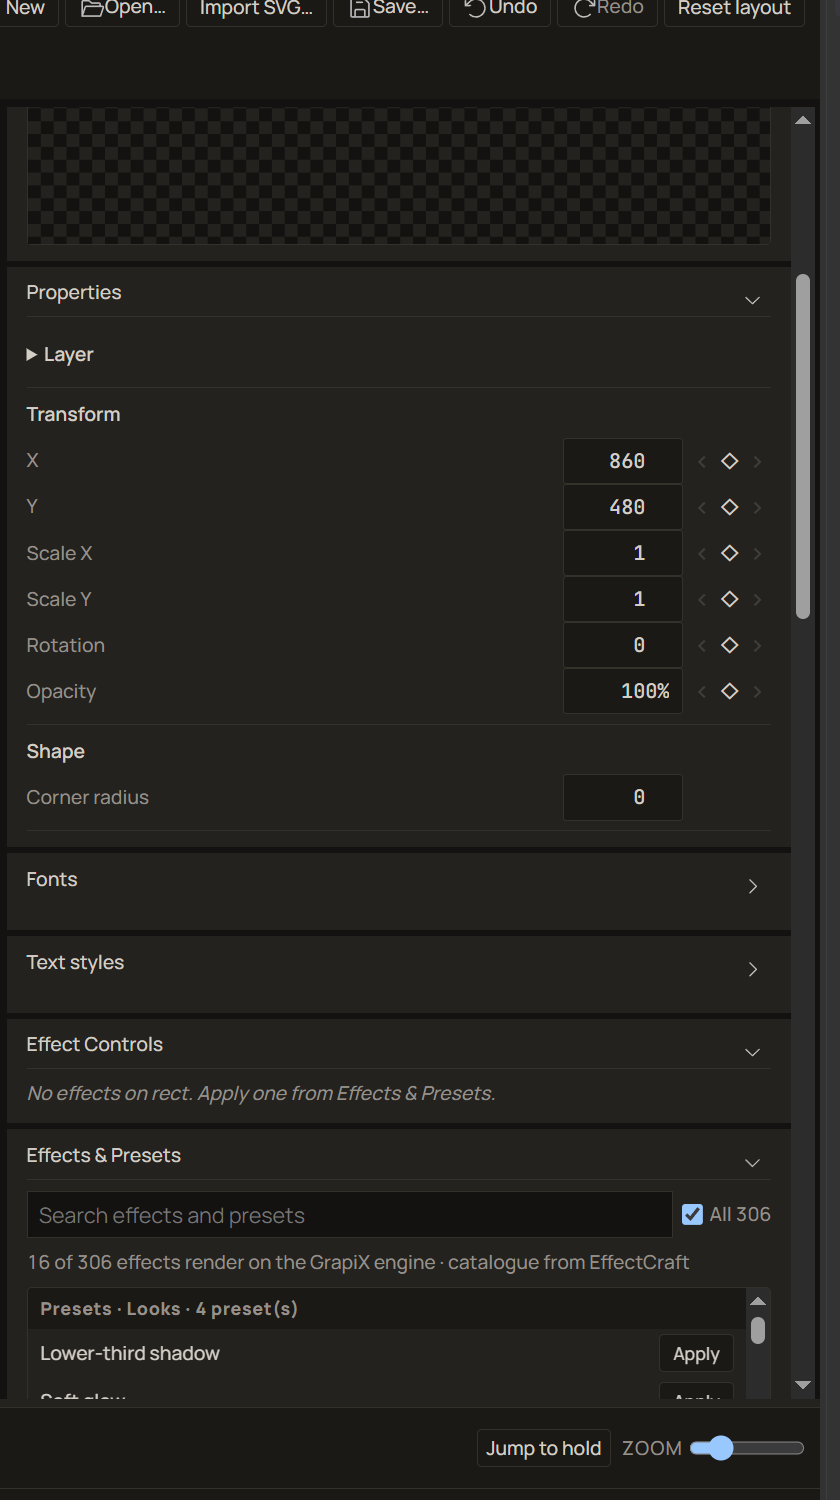 New Open... Import SVG... Save... Undo Redo Reset layout
Properties
Layer
Transform
X 860
Y 480
Scale X 1
Scale Y 1
Rotation 0
Opacity 100%
Shape
Corner radius 0
Fonts
Text styles
Effect Controls
No effects on rect. Apply one from Effects & Presets.
Effects & Presets
Search effects and presets All 306
16 of 306 effects render on the GrapiX engine · catalogue from EffectCraft
Presets · Looks · 4 preset(s)
Lower-third shadow Apply
Soft glow Apply
Jump to hold ZOOM